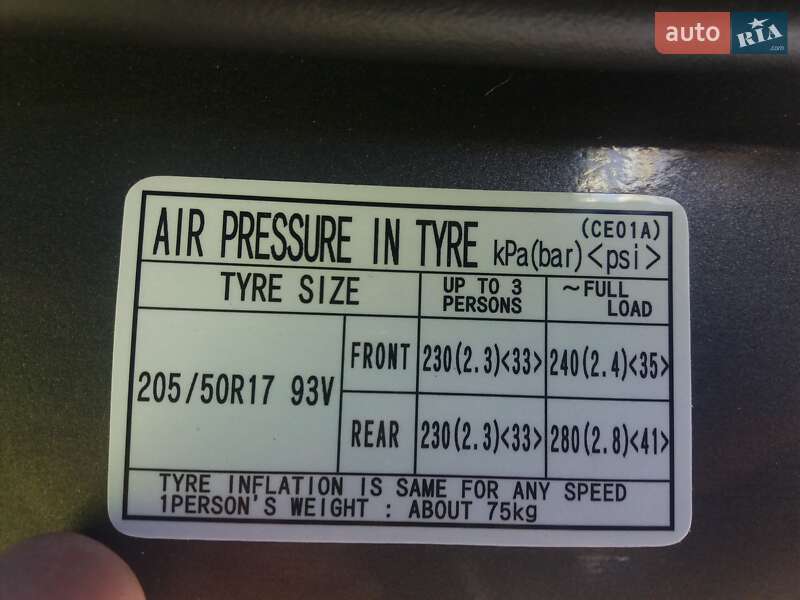 auto RIA.com
AIR PRESSURE IN TYRE kPa(bar)<psi> (CE01A)
TYRE SIZE UP TO 3 PERSONS ~FULL LOAD
205/50R17 93V
FRONT 230(2.3)<33> 240(2.4)<35>
REAR 230(2.3)<33> 280(2.8)<41>
TYRE INFLATION IS SAME FOR ANY SPEED
1PERSON'S WEIGHT : ABOUT 75kg